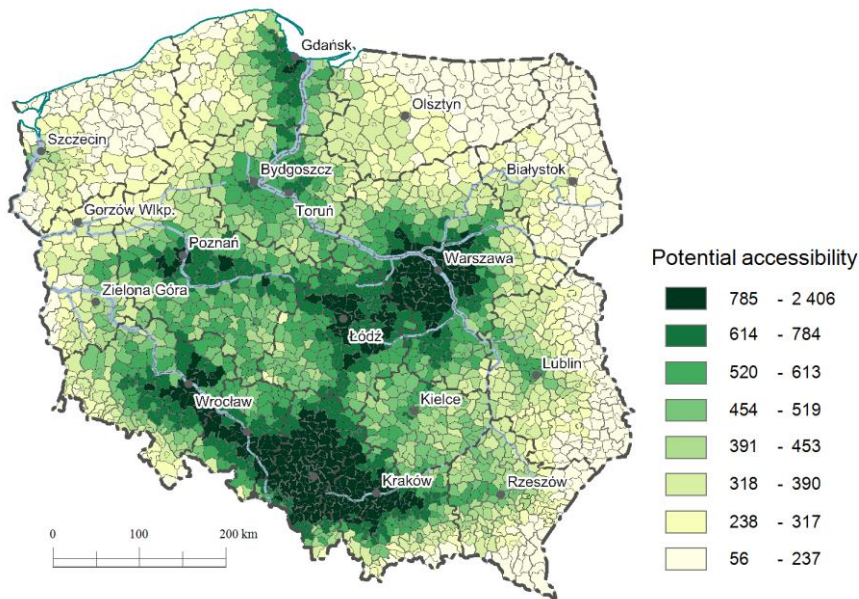 Gdańsk
Olsztyn
Szczecin
Bydgoszcz
Białystok
Toruń
Gorzów Wlkp.
Poznań
Warszawa
Zielona Góra
Łódź
Lublin
Wrocław
Kielce
Kraków
Rzeszów
0 100 200 km
Potential accessibility
785 - 2 406
614 - 784
520 - 613
454 - 519
391 - 453
318 - 390
238 - 317
56 - 237